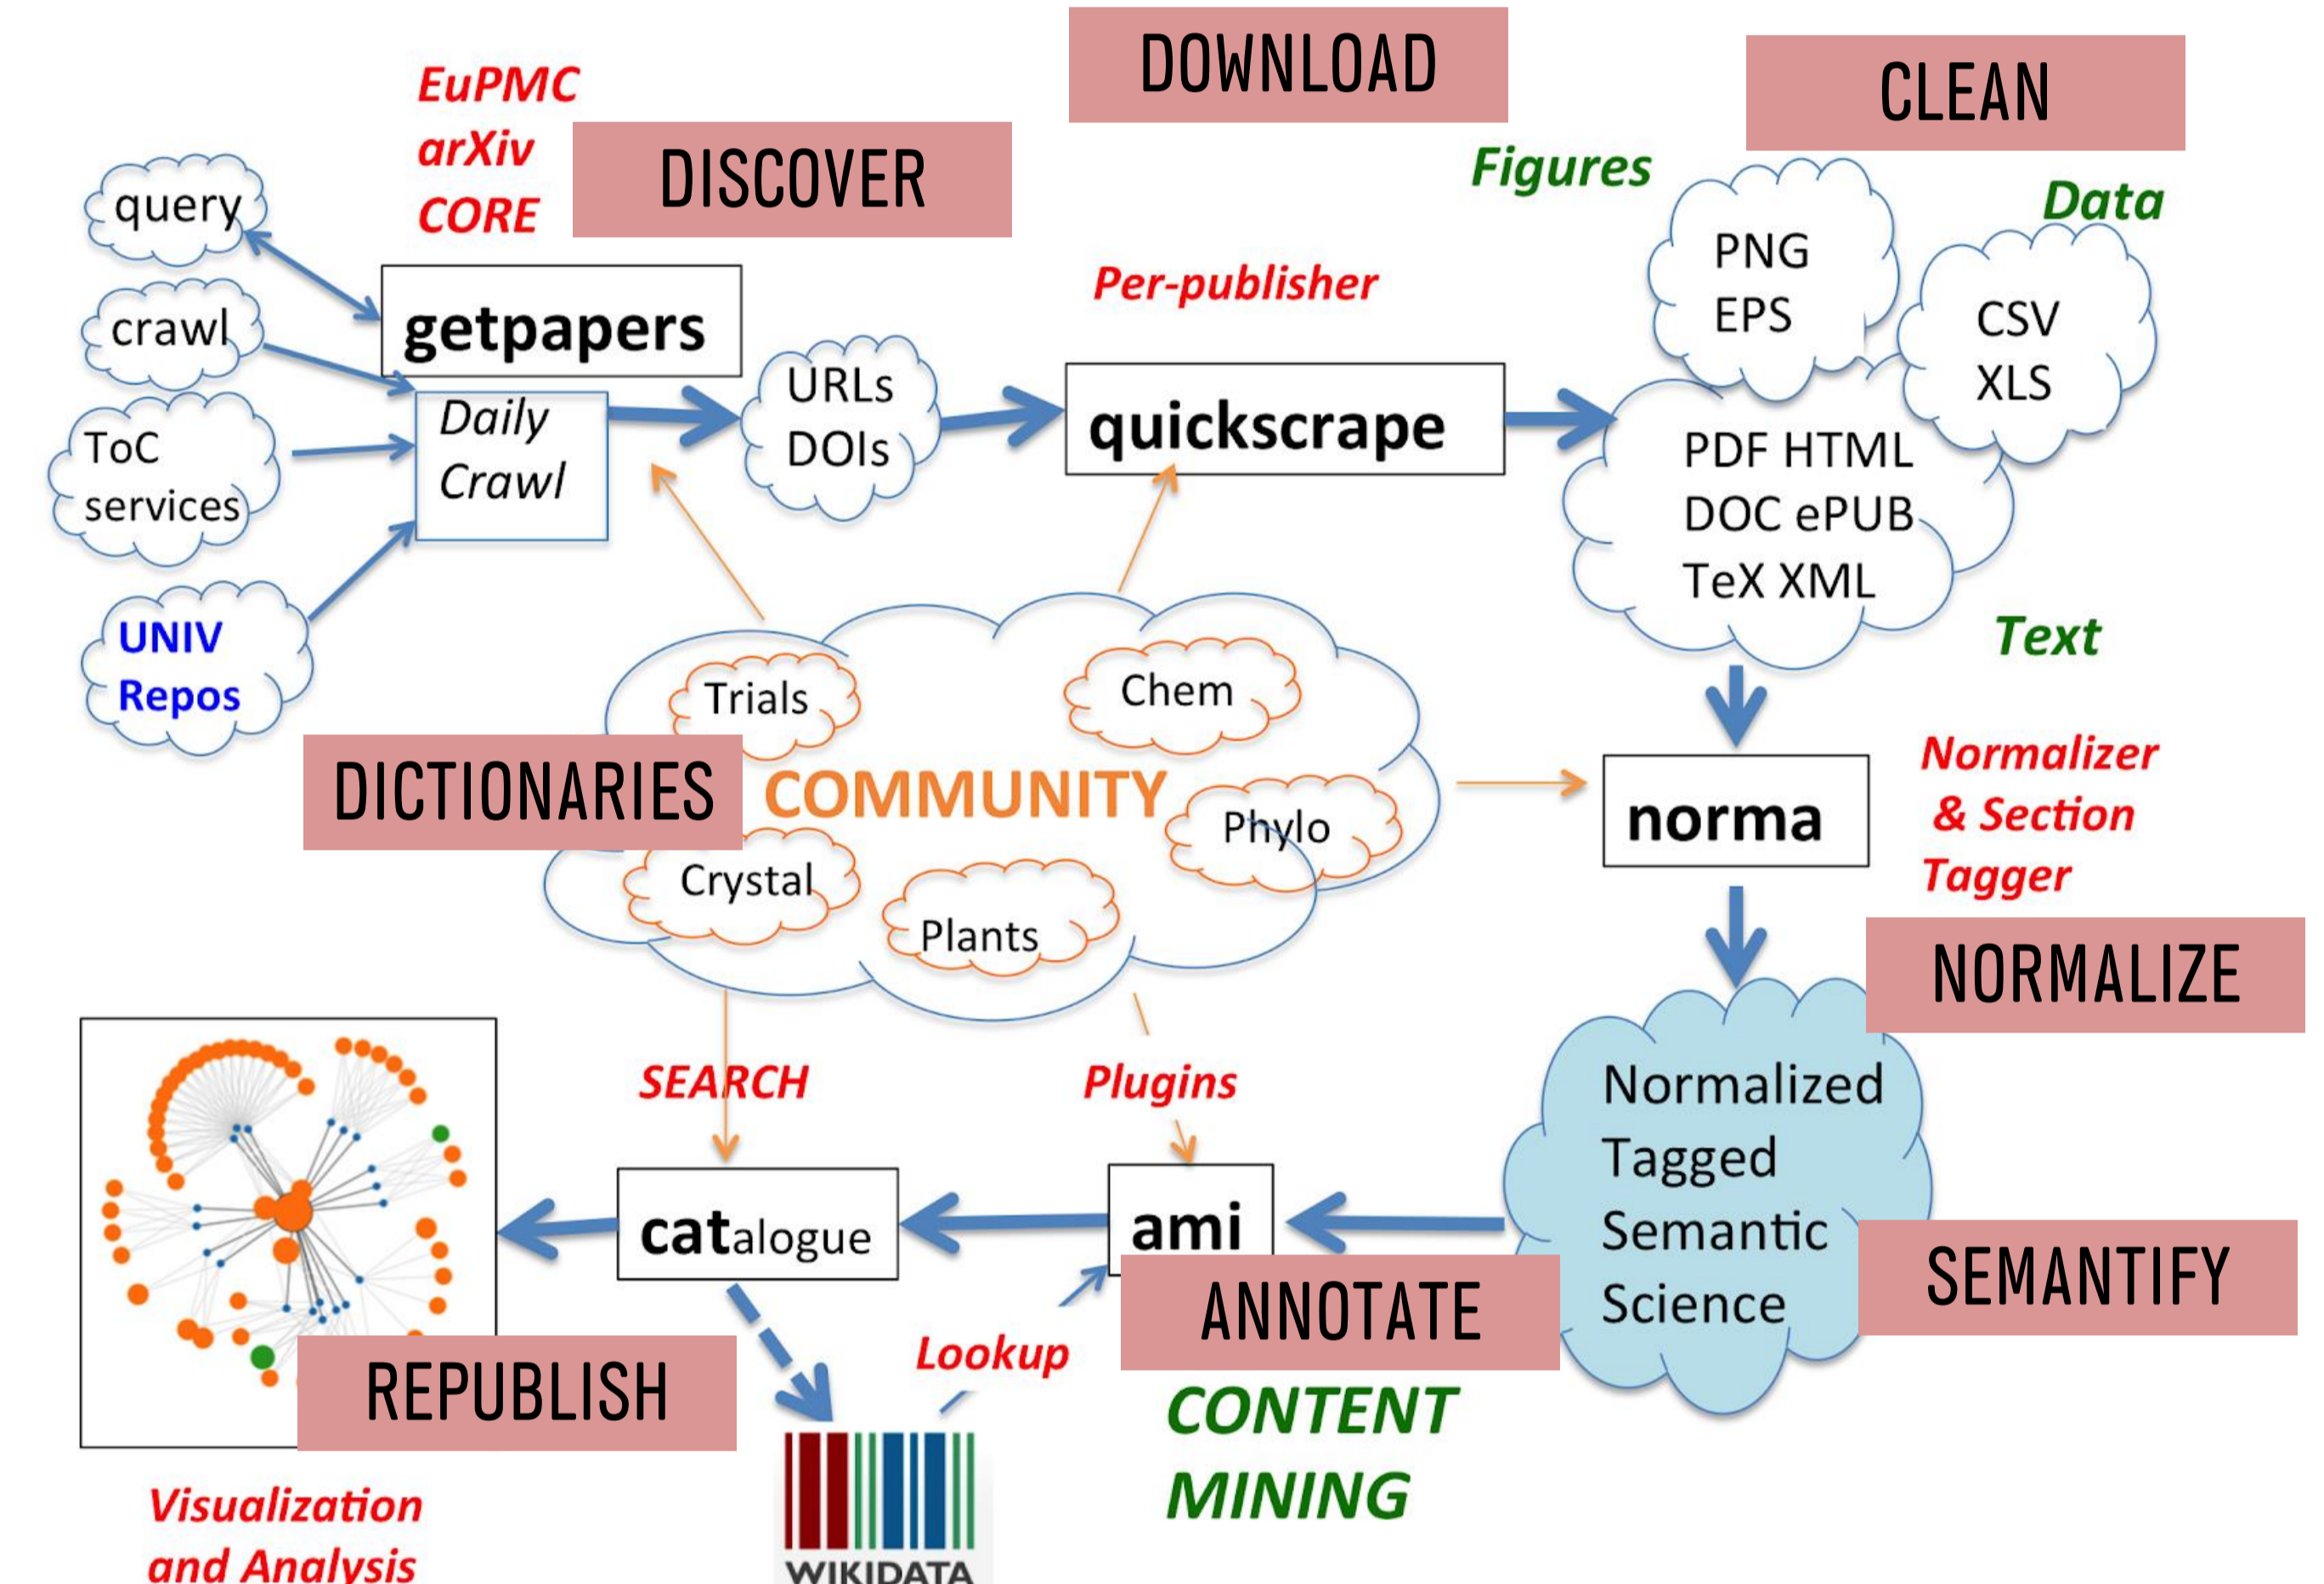 DOWNLOAD
CLEAN
EuPMC
arXiv
CORE
DISCOVER
Figures
Data
query
PNG
EPS
getpapers
Per-publisher
CSV
XLS
crawl
Daily
Crawl
URLs
DOIs
quickscrape
PDF HTML
DOC ePUB
TeX XML
ToC
services
UNIV
Repos
Text
Trials
Chem
DICTIONARIES
COMMUNITY
Phylo
Crystal
Plants
norma
Normalizer
& Section
Tagger
NORMALIZE
SEARCH
Plugins
Normalized
Tagged
Semantic
Science
SEMANTIFY
catalogue
ami
ANNOTATE
Lookup
REPUBLISH
CONTENT
MINING
Visualization
and Analysis
WIKIDATA